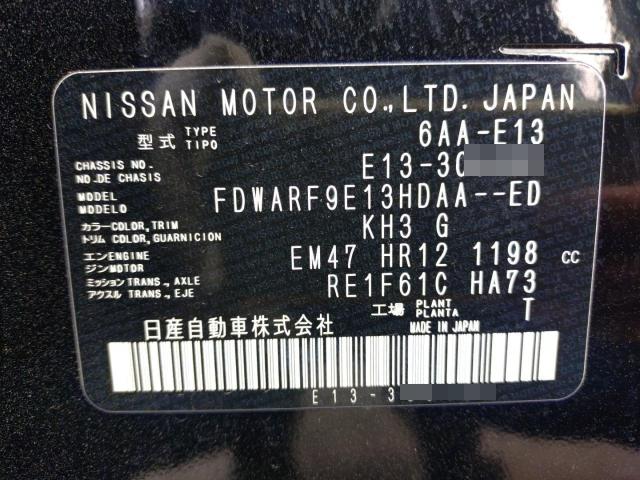 NISSAN MOTOR CO.,LTD. JAPAN
型式 TYPE TIPO 6AA-E13
CHASSIS NO. NO.DE CHASSIS E13-30
MODEL MODELO FDWARF9E13HDAA--ED
カラー COLOR,TRIM トリム COLOR,GUARNICION KH3 G
エンジン ENGINE MOTOR EM47 HR12 1198 cc
ミッション TRANS.,AXLE アクスル TRANS.,EJE RE1F61C HA73
工場 PLANT PLANTA T
日産自動車株式会社 MADE IN JAPAN
E13-3